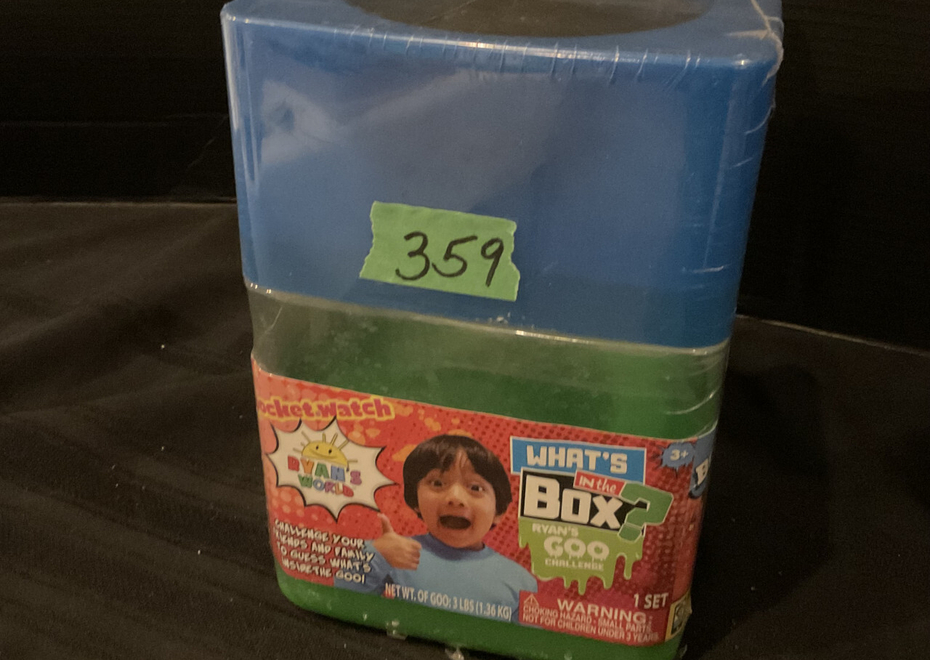 359
ocket.watch
RYAN'S
WORLD
CHALLENGE YOUR
FRIENDS AND FAMILY
TO GUESS WHAT'S
INSIDE THE GOO!
WHAT'S
IN the
BOX?
RYAN'S
GOO
CHALLENGE
3+
NET WT. OF GOO: 3 LBS (1.36 KG)
1 SET
WARNING:
CHOKING HAZARD - SMALL PARTS.
NOT FOR CHILDREN UNDER 3 YEARS.